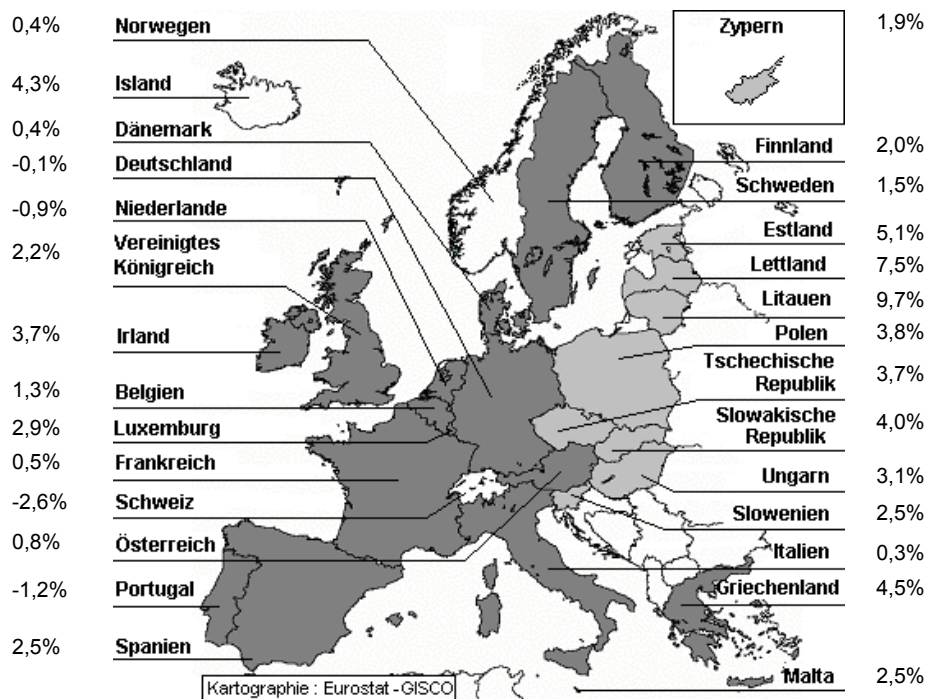 0,4% Norwegen
4,3% Island
0,4% Dänemark
-0,1% Deutschland
-0,9% Niederlande
2,2% Vereinigtes
Königreich
3,7% Irland
1,3% Belgien
2,9% Luxemburg
0,5% Frankreich
-2,6% Schweiz
0,8% Österreich
-1,2% Portugal
2,5% Spanien
Zypern 1,9%
Finnland 2,0%
Schweden 1,5%
Estland 5,1%
Lettland 7,5%
Litauen 9,7%
Polen 3,8%
Tschechische
Republik 3,7%
Slowakische
Republik 4,0%
Ungarn 3,1%
Slowenien 2,5%
Italien 0,3%
Griechenland 4,5%
Malta 2,5%
Kartographie : Eurostat - GISCO